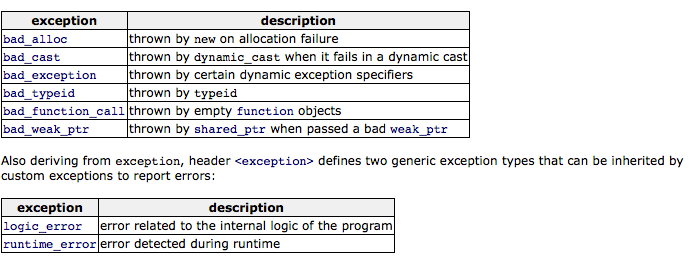 exception description
bad_alloc thrown by new on allocation failure
bad_cast thrown by dynamic_cast when it fails in a dynamic cast
bad_exception thrown by certain dynamic exception specifiers
bad_typeid thrown by typeid
bad_function_call thrown by empty function objects
bad_weak_ptr thrown by shared_ptr when passed a bad weak_ptr
Also deriving from exception, header <exception> defines two generic exception types that can be inherited by
custom exceptions to report errors:
exception description
logic_error error related to the internal logic of the program
runtime_error error detected during runtime